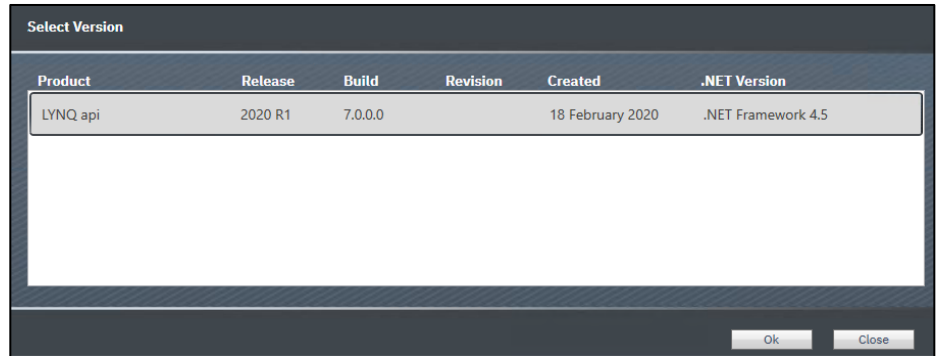 Select Version
Product Release Build Revision Created .NET Version
LYNQ api 2020 R1 7.0.0.0 18 February 2020 .NET Framework 4.5
Ok Close